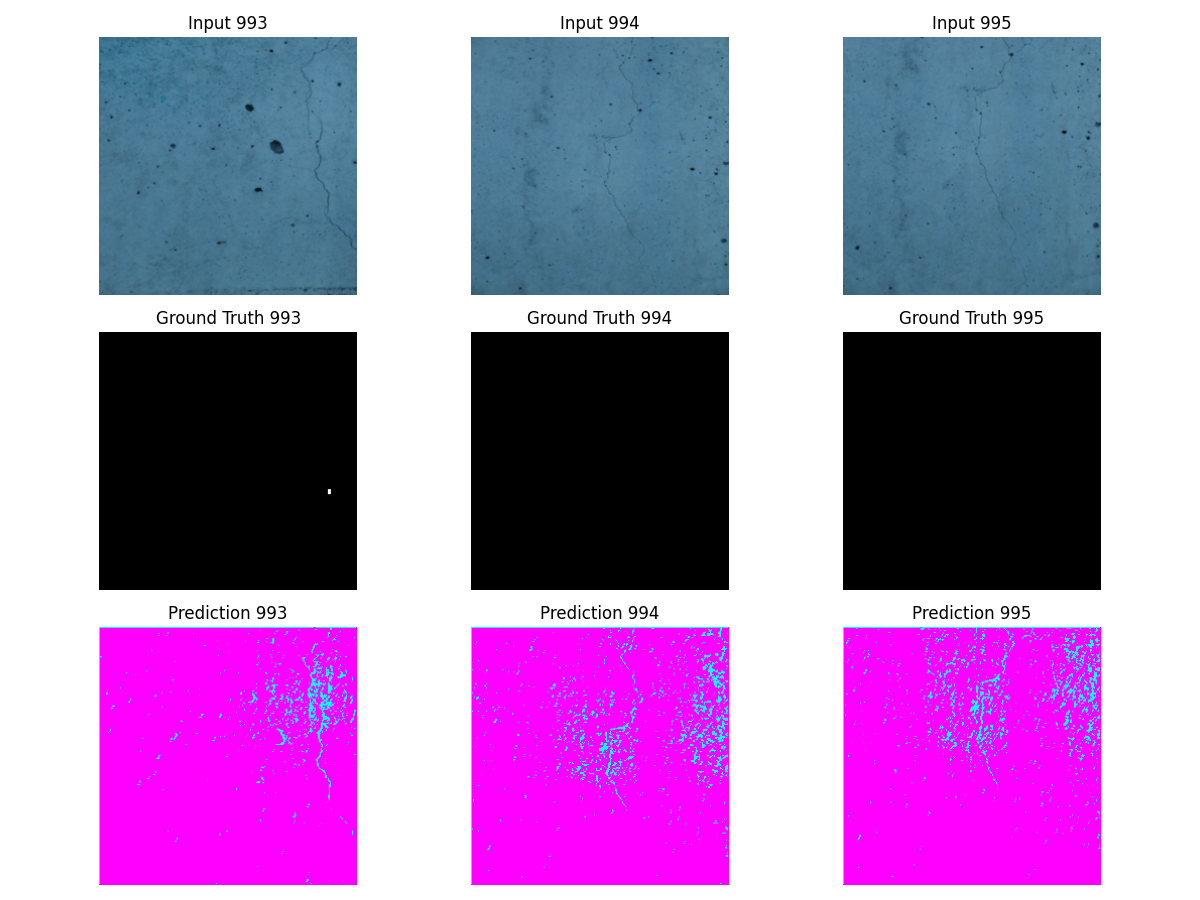 Input 993
Input 994
Input 995
Ground Truth 993
Ground Truth 994
Ground Truth 995
Prediction 993
Prediction 994
Prediction 995